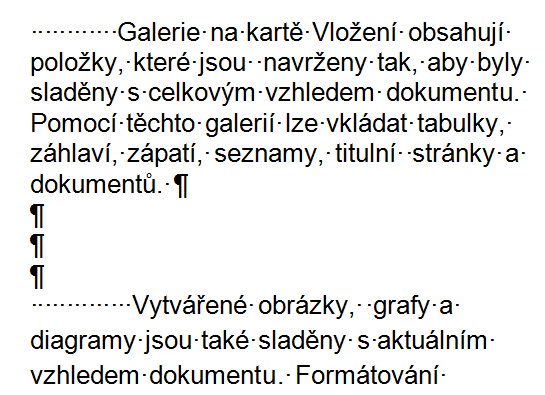 ············Galerie·na·kartě·Vložení·obsahují·
položky,·které·jsou··navrženy·tak,·aby·byly·
sladěny·s·celkovým·vzhledem·dokumentu.·
Pomocí·těchto·galerií·lze·vkládat·tabulky,·
záhlaví,·zápatí,·seznamy,·titulní··stránky·a·
dokumentů.·¶
¶
¶
¶
··············Vytvářené·obrázky,··grafy·a·
diagramy·jsou·také·sladěny·s·aktuálním·
vzhledem·dokumentu.·Formátování·